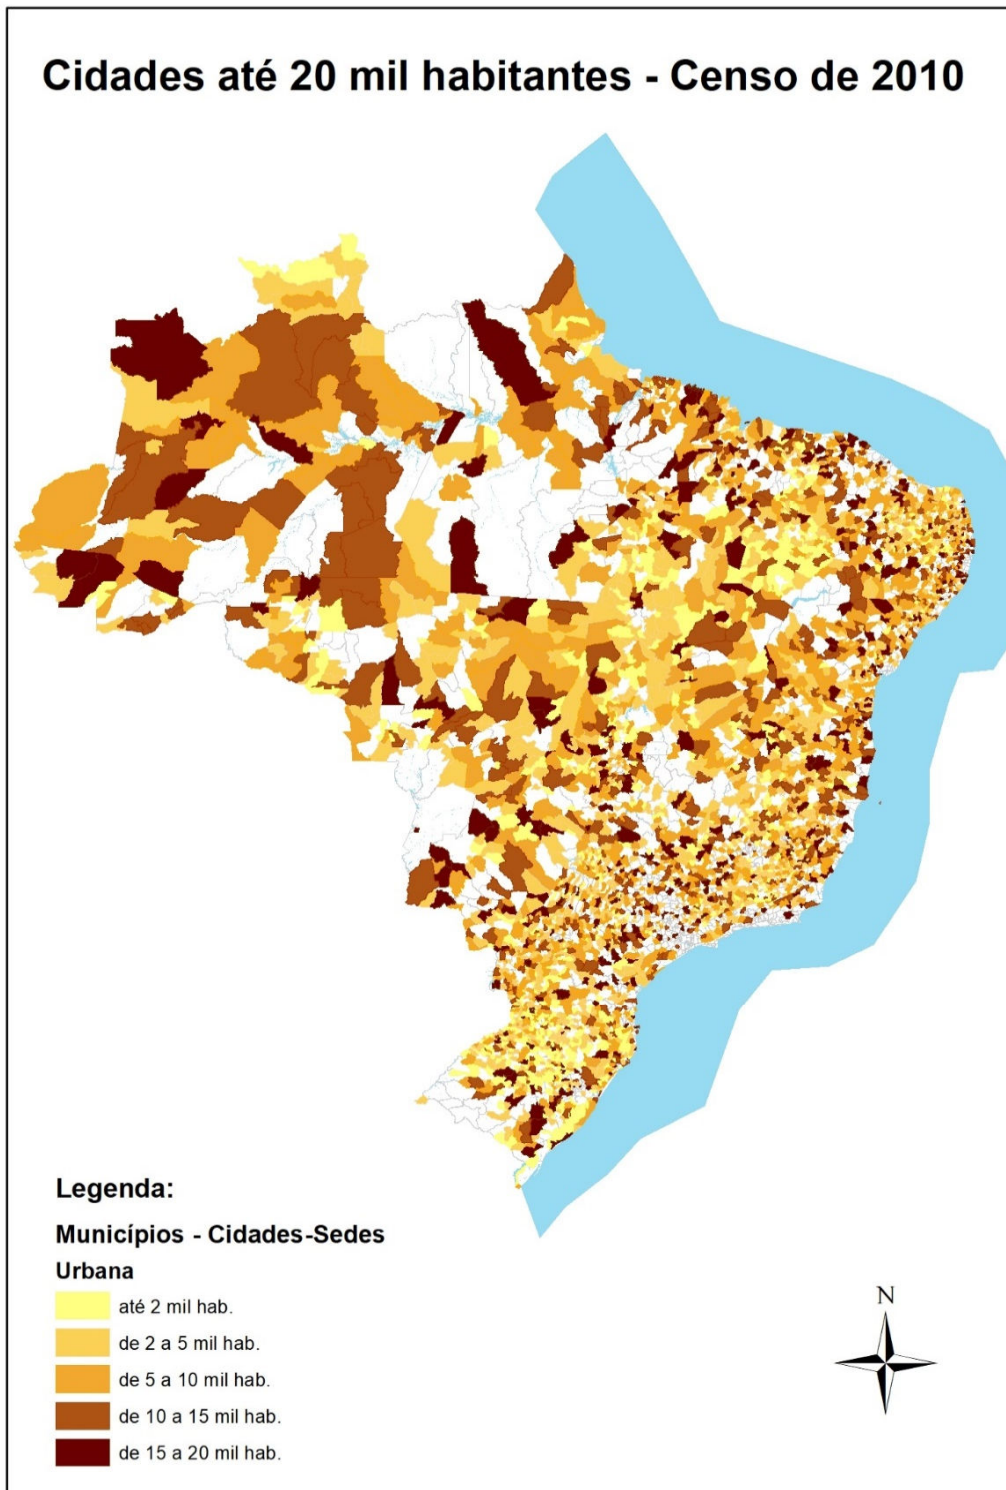 Cidades até 20 mil habitantes - Censo de 2010
Legenda:
Municípios - Cidades-Sedes
Urbana
até 2 mil hab.
de 2 a 5 mil hab.
de 5 a 10 mil hab.
de 10 a 15 mil hab.
de 15 a 20 mil hab.
N